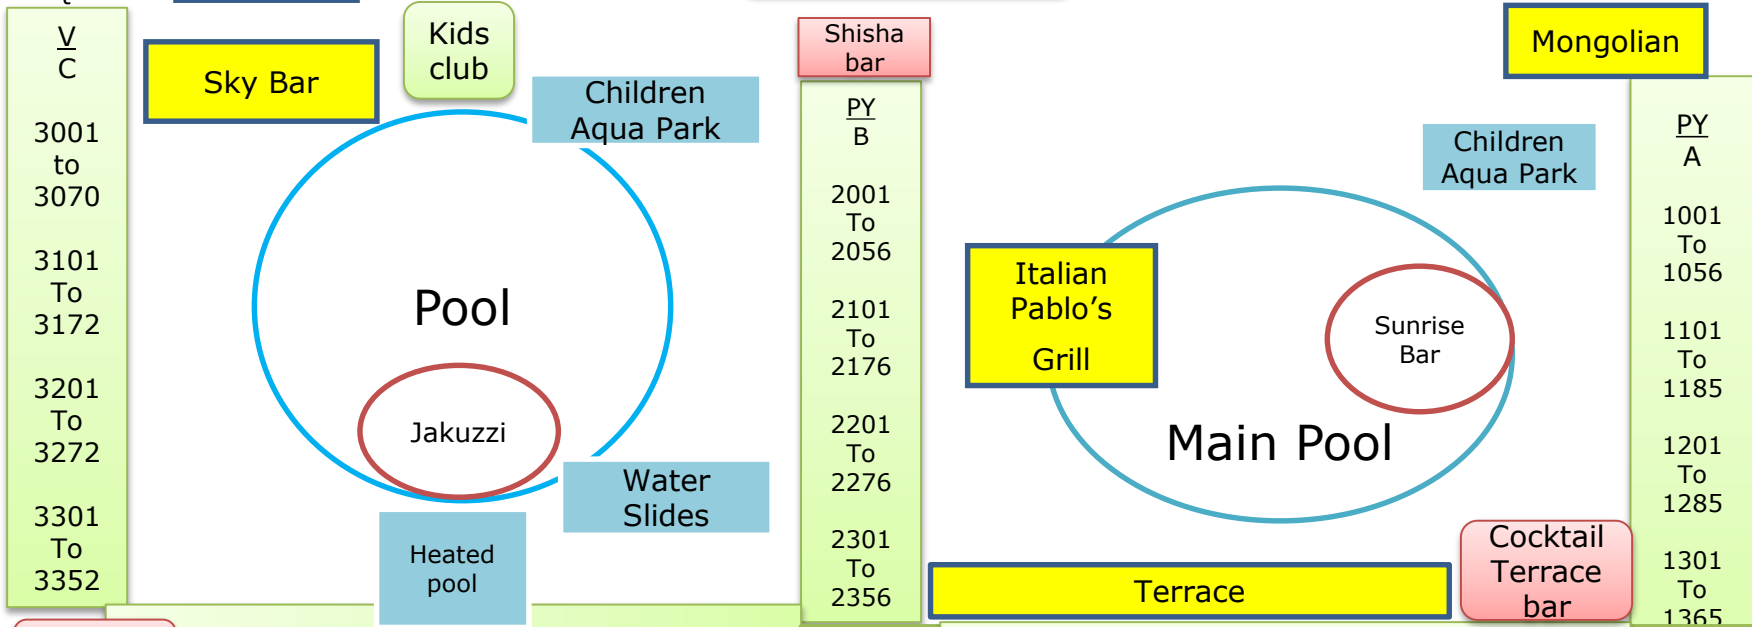 V
C
3001
to
3070
3101
To
3172
3201
To
3272
3301
To
3352
Sky Bar
Kids
club
Children
Aqua Park
Pool
Jakuzzi
Water
Slides
Heated
pool
Shisha
bar
PY
B
2001
To
2056
2101
To
2176
2201
To
2276
2301
To
2356
Italian
Pablo's
Grill
Main Pool
Sunrise
Bar
Children
Aqua Park
Terrace
Cocktail
Terrace
bar
Mongolian
PY
A
1001
To
1056
1101
To
1185
1201
To
1285
1301
To
1365